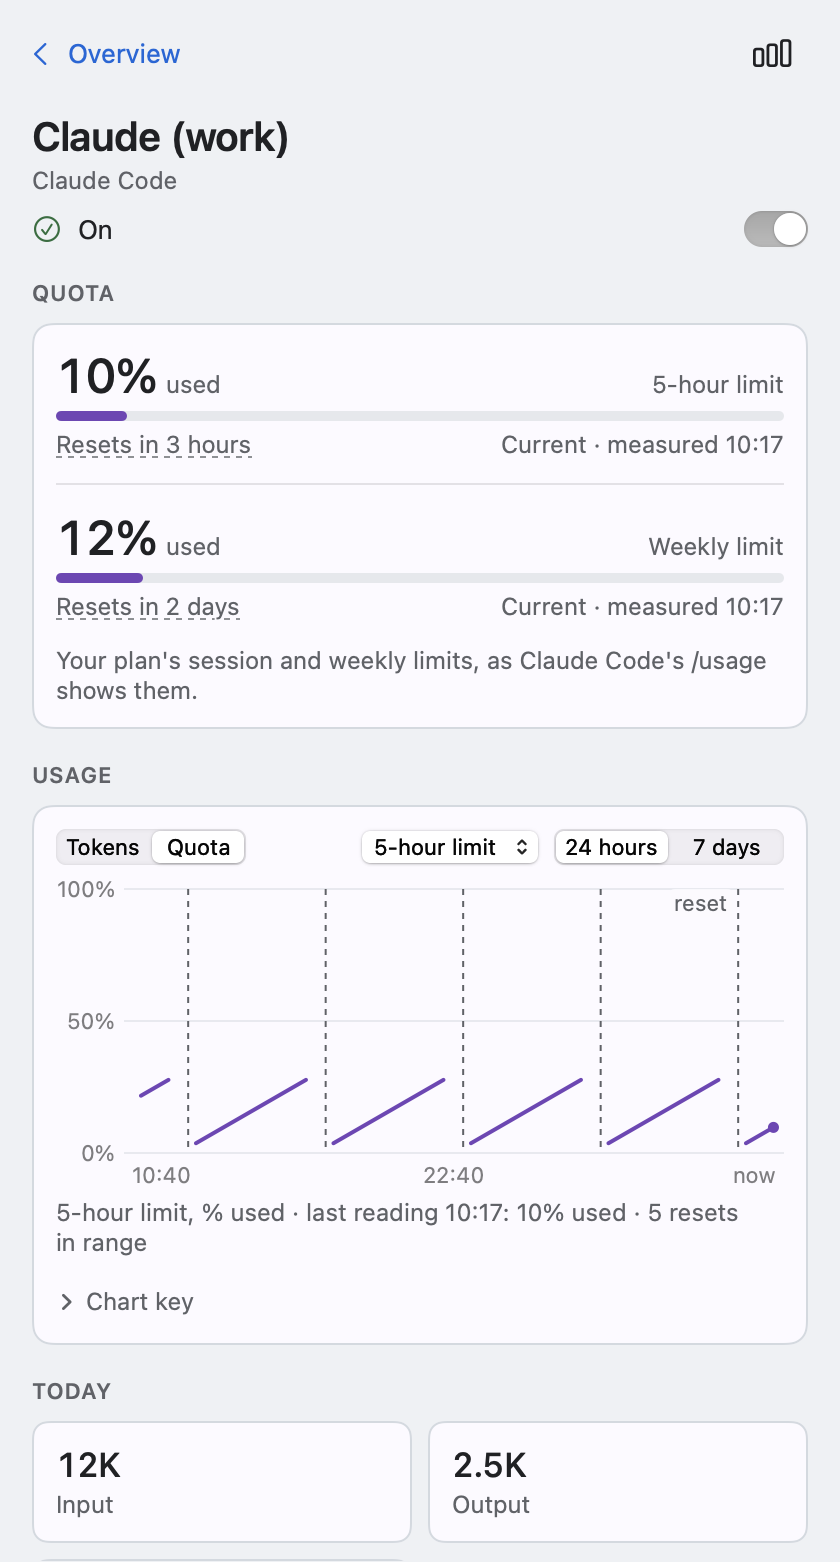 Overview
Claude (work)
Claude Code
On
QUOTA
10% used
5-hour limit
Resets in 3 hours
Current · measured 10:17
12% used
Weekly limit
Resets in 2 days
Current · measured 10:17
Your plan's session and weekly limits, as Claude Code's /usage
shows them.
USAGE
Tokens
Quota
5-hour limit
24 hours
7 days
100%
reset
50%
0%
10:40
22:40
now
5-hour limit, % used · last reading 10:17: 10% used · 5 resets
in range
Chart key
TODAY
12K
Input
2.5K
Output